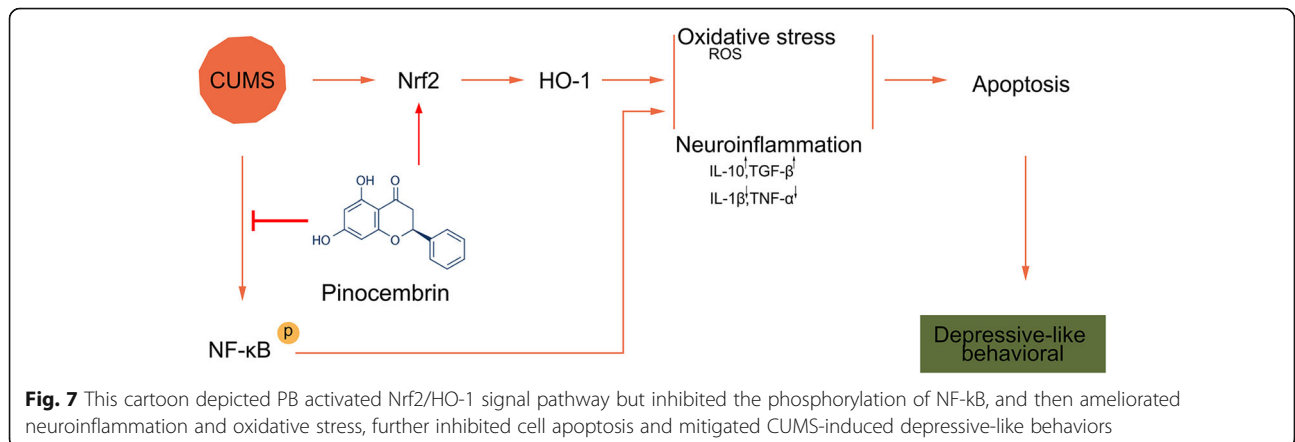 CUMS
Nrf2
HO-1
Oxidative stress
ROS
Apoptosis
Neuroinflammation
IL-10↑,TGF-β↑
IL-1β↓,TNF-α↓
OH
O
HO
O
Pinocembrin
NF-κB
p
Depressive-like
behavioral
Fig. 7 This cartoon depicted PB activated Nrf2/HO-1 signal pathway but inhibited the phosphorylation of NF-kB, and then ameliorated
neuroinflammation and oxidative stress, further inhibited cell apoptosis and mitigated CUMS-induced depressive-like behaviors